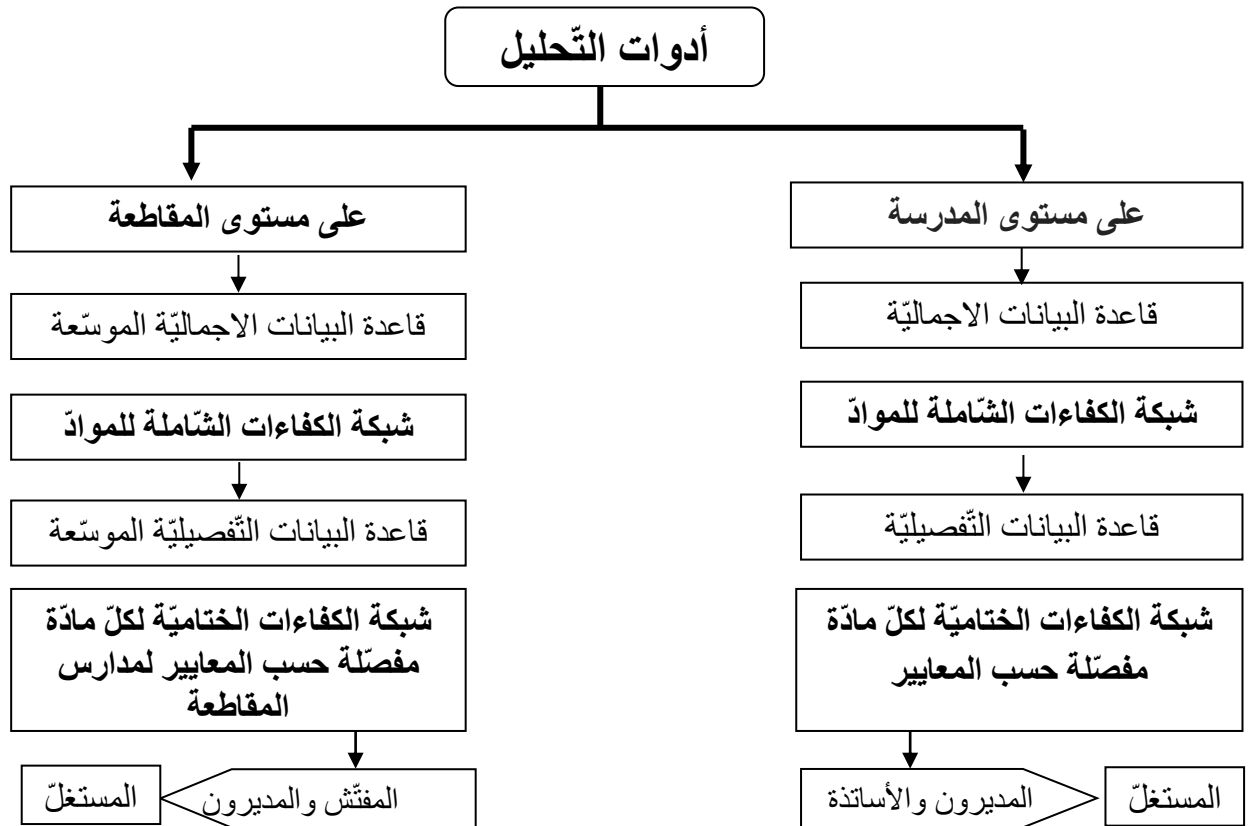 أدوات التّحليل
على مستوى المدرسة
قاعدة البيانات الاجماليّة
شبكة الكفاءات الشّاملة للموادّ
قاعدة البيانات التّفصيليّة
شبكة الكفاءات الختاميّة لكلّ مادّة
مفصّلة حسب المعايير
المستغلّ
المديرون والأساتذة
على مستوى المقاطعة
قاعدة البيانات الاجماليّة الموسّعة
شبكة الكفاءات الشّاملة للموادّ
قاعدة البيانات التّفصيليّة الموسّعة
شبكة الكفاءات الختاميّة لكلّ مادّة
مفصّلة حسب المعايير لمدارس
المقاطعة
المفتّش والمديرون
المستغلّ